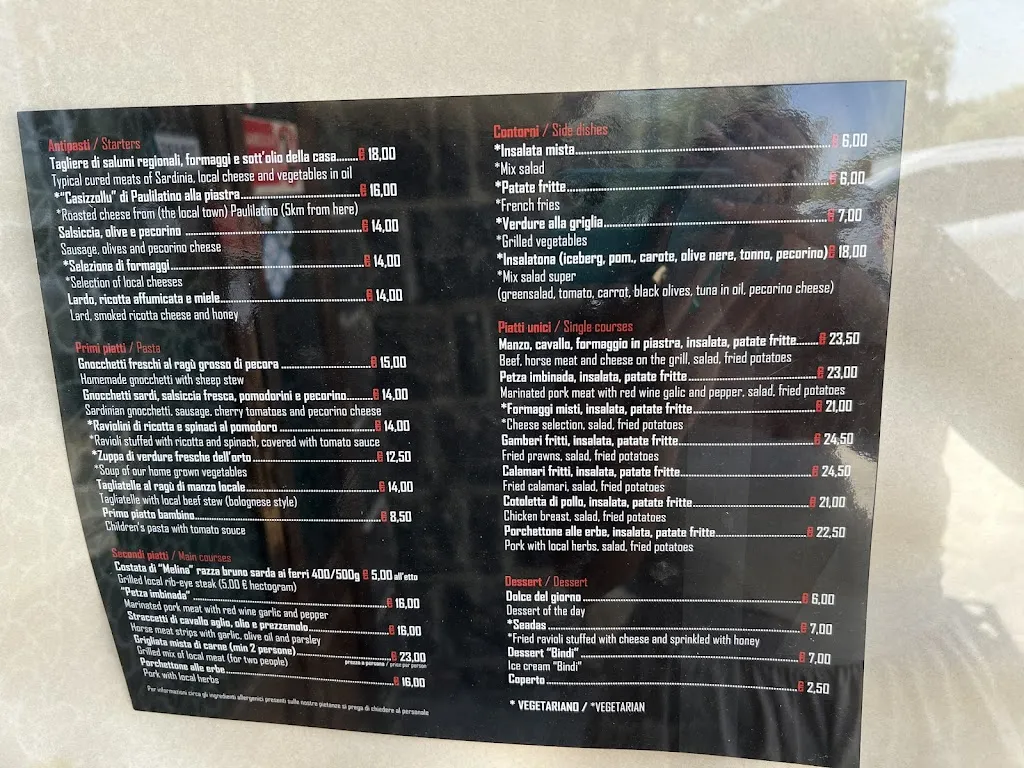 Antipasti / Starters
Tagliere di salumi regionali, formaggi e sott'olio della casa....... € 18,00
Typical cured meats of Sardinia, local cheese and vegetables in oil
*"Casizzollu" di Paulilatino alla piastra....... € 16,00
*Roasted cheese from (the local town) Paulilatino (5km from here)
Salsiccia, olive e pecorino ....... € 14,00
Sausage, olives and pecorino cheese
*Selezione di formaggi....... € 14,00
*Selection of local cheeses
Lardo, ricotta affumicata e miele....... € 14,00
Lard, smoked ricotta cheese and honey
Primi piatti / Pasta
Gnocchetti freschi al ragù grosso di pecora ....... € 15,00
Homemade gnocchetti with sheep stew
Gnocchetti sardi, salsiccia fresca, pomodorini e pecorino....... € 14,00
Sardinian gnocchetti, sausage, cherry tomatoes and pecorino cheese
*Raviolini di ricotta e spinaci al pomodoro ....... € 14,00
*Ravioli stuffed with ricotta and spinach, covered with tomato sauce
*Zuppa di verdure fresche dell'orto....... € 12,50
*Soup of our home grown vegetables
Tagliatelle al ragù di manzo locale....... € 14,00
Tagliatelle with local beef stew (bolognese style)
Primo piatto bambino....... € 8,50
Children's pasta with tomato souce
Secondi piatti / Main courses
Costata di "Melina" razza bruno sarda ai ferri 400/500g € 5,00 all'etto
Grilled local rib-eye steak (5,00 € hectogram)
"Petza imbinada" ....... € 16,00
Marinated pork meat with red wine garlic and pepper
Straccetti di cavallo aglio, olio e prezzemolo....... € 16,00
Horse meat strips with garlic, olive oil and parsley
Grigliata mista di carne (min 2 persone)....... € 23,00
Grilled mix of local meat (for two people) prezzo a persona / price per person
Porchettone alle erbe....... € 16,00
Pork with local herbs
Per informazioni circa gli ingredienti allergenici presenti sulle nostre pietanze si prega di chiedere al personale
Contorni / Side dishes
*Insalata mista....... € 6,00
*Mix salad
*Patate fritte....... € 6,00
*French fries
*Verdure alla griglia....... € 7,00
*Grilled vegetables
*Insalatona (iceberg, pom., carote, olive nere, tonno, pecorino) € 18,00
*Mix salad super
(greensalad, tomato, carrot, black olives, tuna in oil, pecorino cheese)
Piatti unici / Single courses
Manzo, cavallo, formaggio in piastra, insalata, patate fritte....... € 23,50
Beef, horse meat and cheese on the grill, salad, fried potatoes
Petza imbinada, insalata, patate fritte ....... € 23,00
Marinated pork meat with red wine galic and pepper, salad, fried potatoes
*Formaggi misti, insalata, patate fritte....... € 21,00
*Cheese selection, salad, fried potatoes
Gamberi fritti, insalata, patate fritte....... € 24,50
Fried prawns, salad, fried potatoes
Calamari fritti, insalata, patate fritte....... € 24,50
Fried calamari, salad, fried potatoes
Cotoletta di pollo, insalata, patate fritte ....... € 21,00
Chicken breast, salad, fried potatoes
Porchettone alle erbe, insalata, patate fritte....... € 22,50
Pork with local herbs, salad, fried potatoes
Dessert / Dessert
Dolce del giorno....... € 6,00
Dessert of the day
*Seadas....... € 7,00
*Fried ravioli stuffed with cheese and sprinkled with honey
Dessert "Bindi"....... € 7,00
Ice cream "Bindi"
Coperto....... € 2,50
* VEGETARIANO / *VEGETARIAN